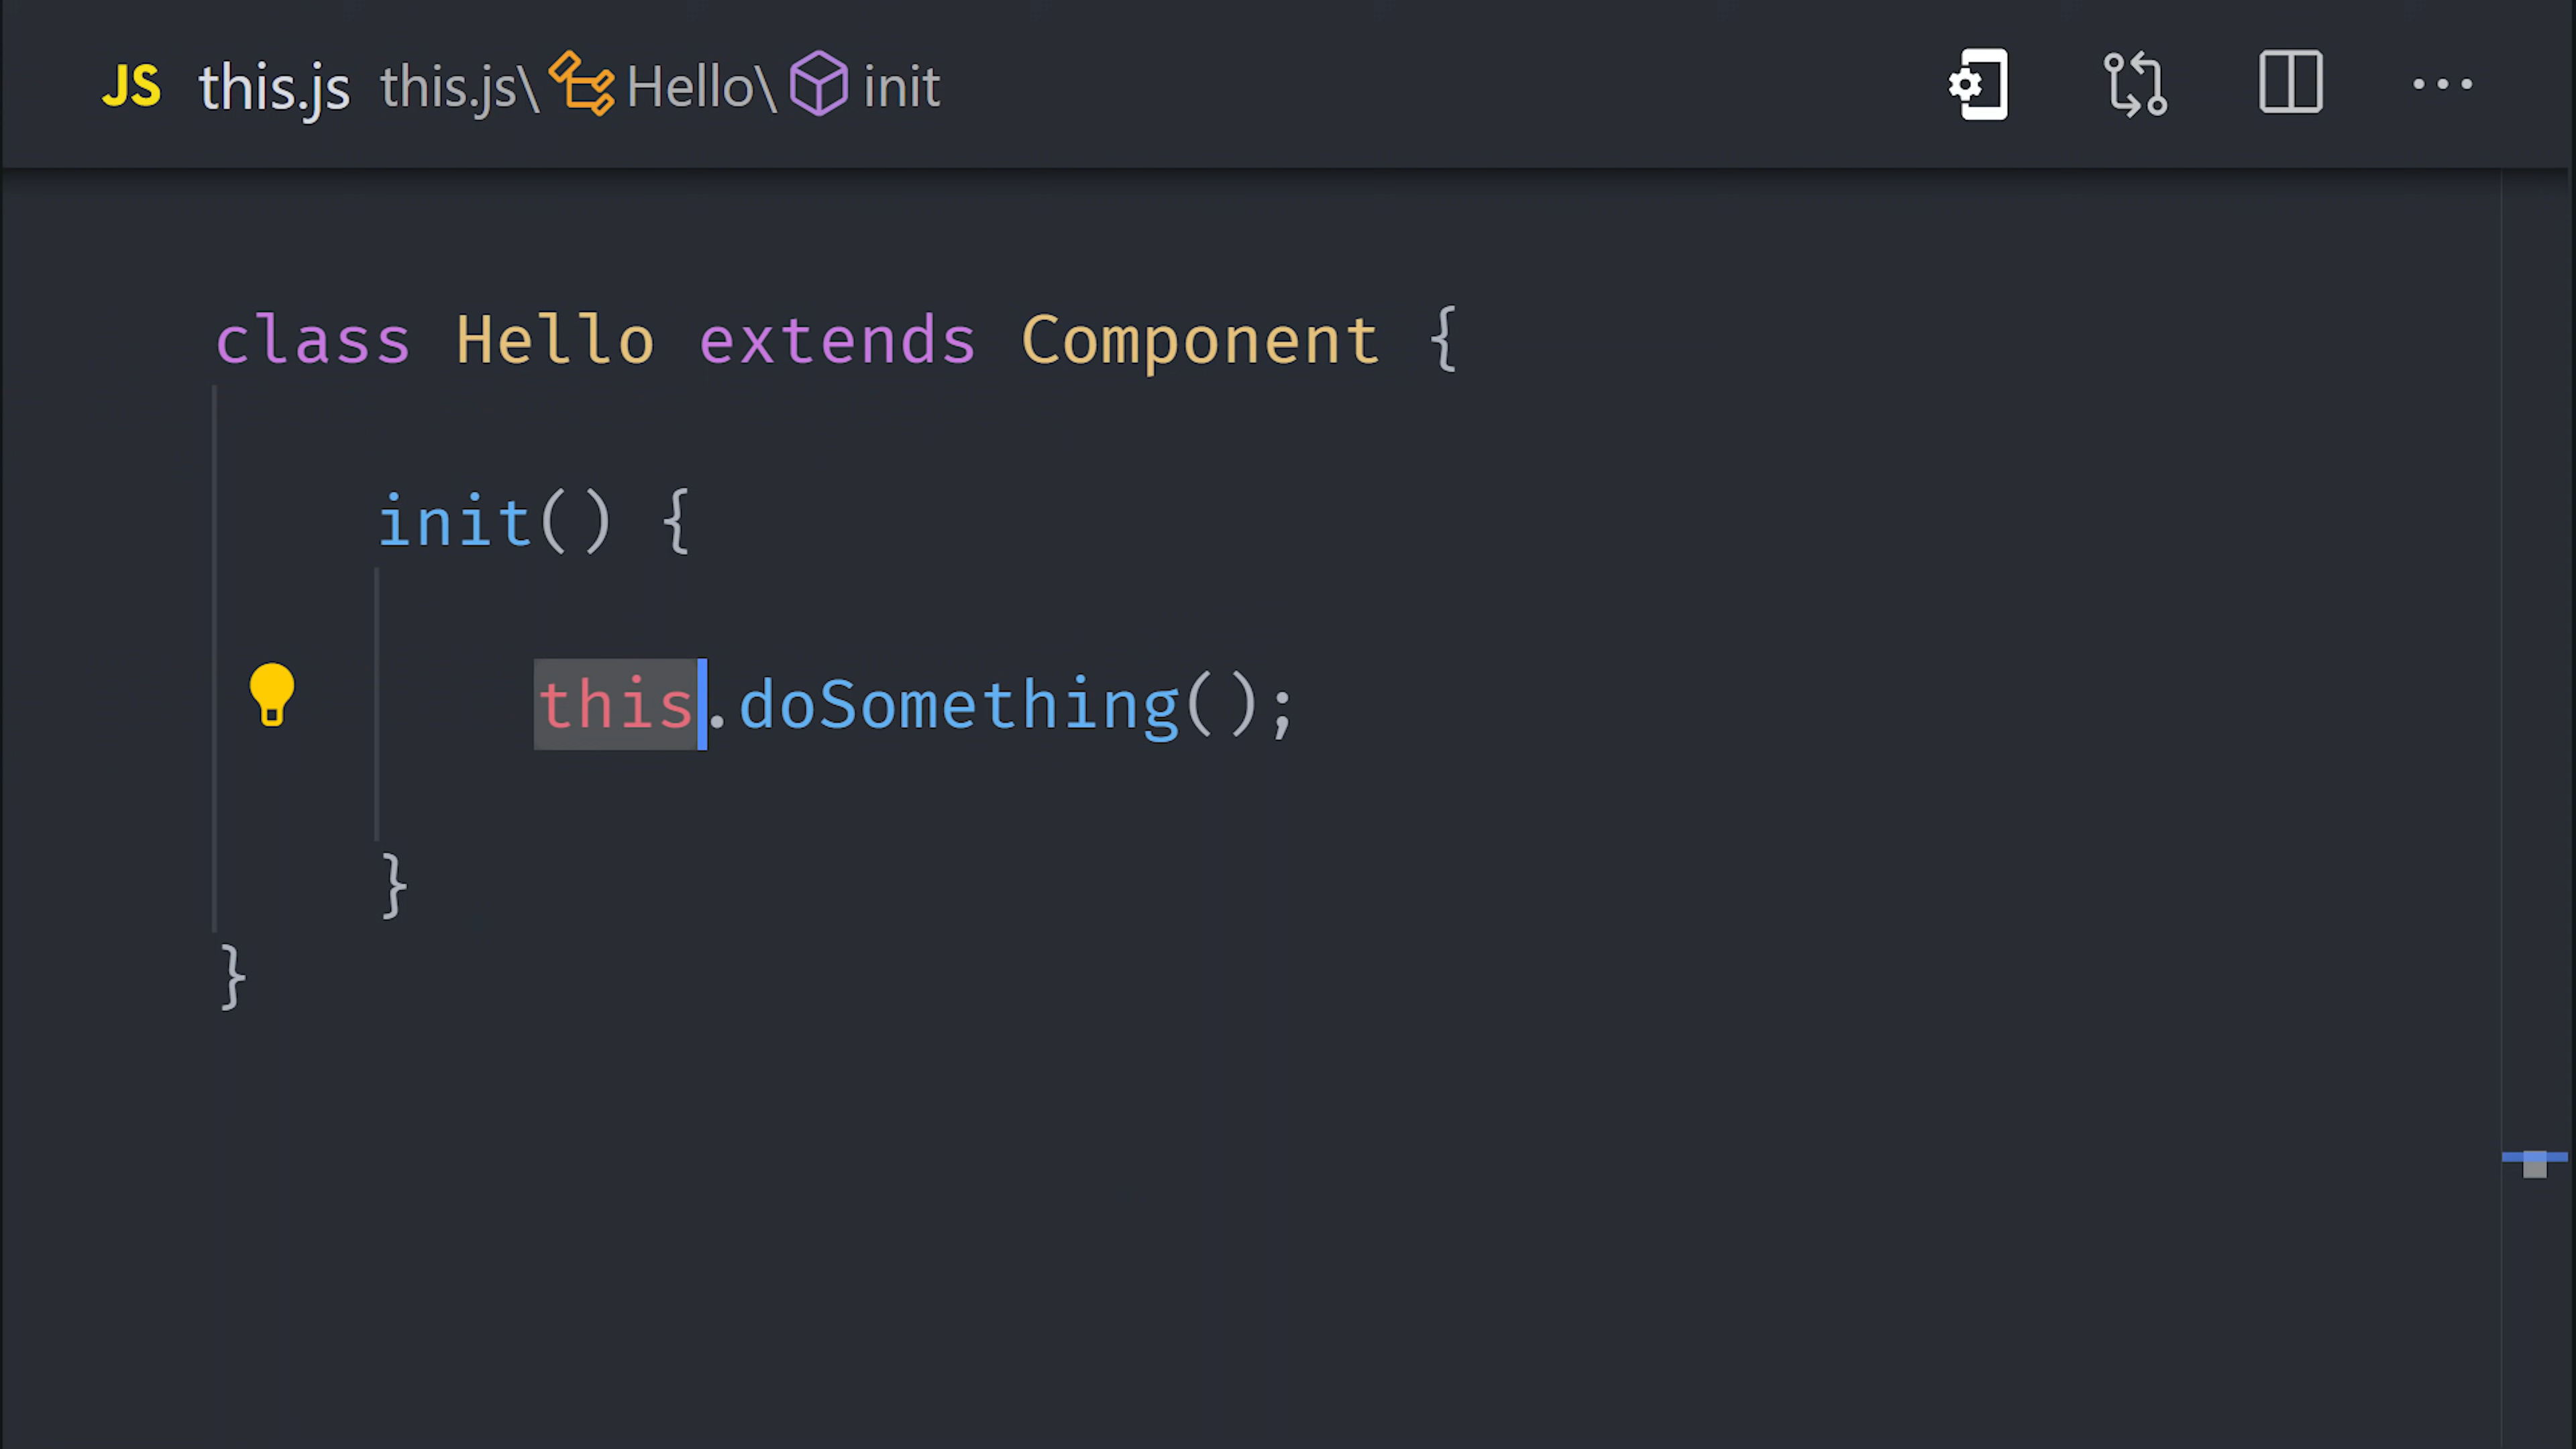 JS this.js this.js\Hello\init
class Hello extends Component {
init() {
this.doSomething();
}
}